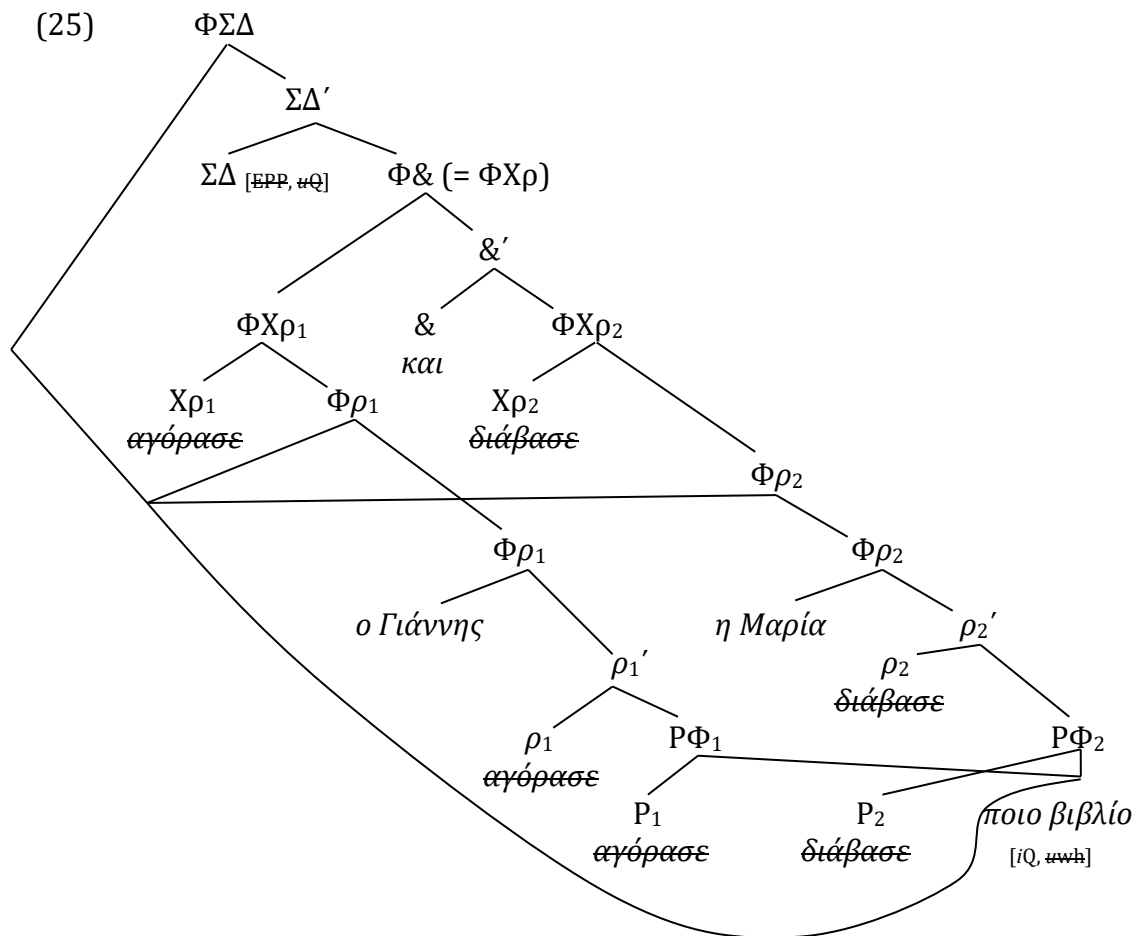 (25) ΦΣΔ
ΣΔ′
ΣΔ [EPP, uQ] Φ& (= ΦΧρ)
&′
ΦΧρ1 & ΦΧρ2
και
Χρ1 Φρ1 Χρ2
αγόρασε διάβασε
Φρ2
Φρ1 Φρ2
ο Γιάννης η Μαρία ρ2′
ρ1′ ρ2
διάβασε
ρ1 ΡΦ1 ΡΦ2
αγόρασε
Ρ1 Ρ2 ποιο βιβλίο
αγόρασε διάβασε [iQ, uwh]